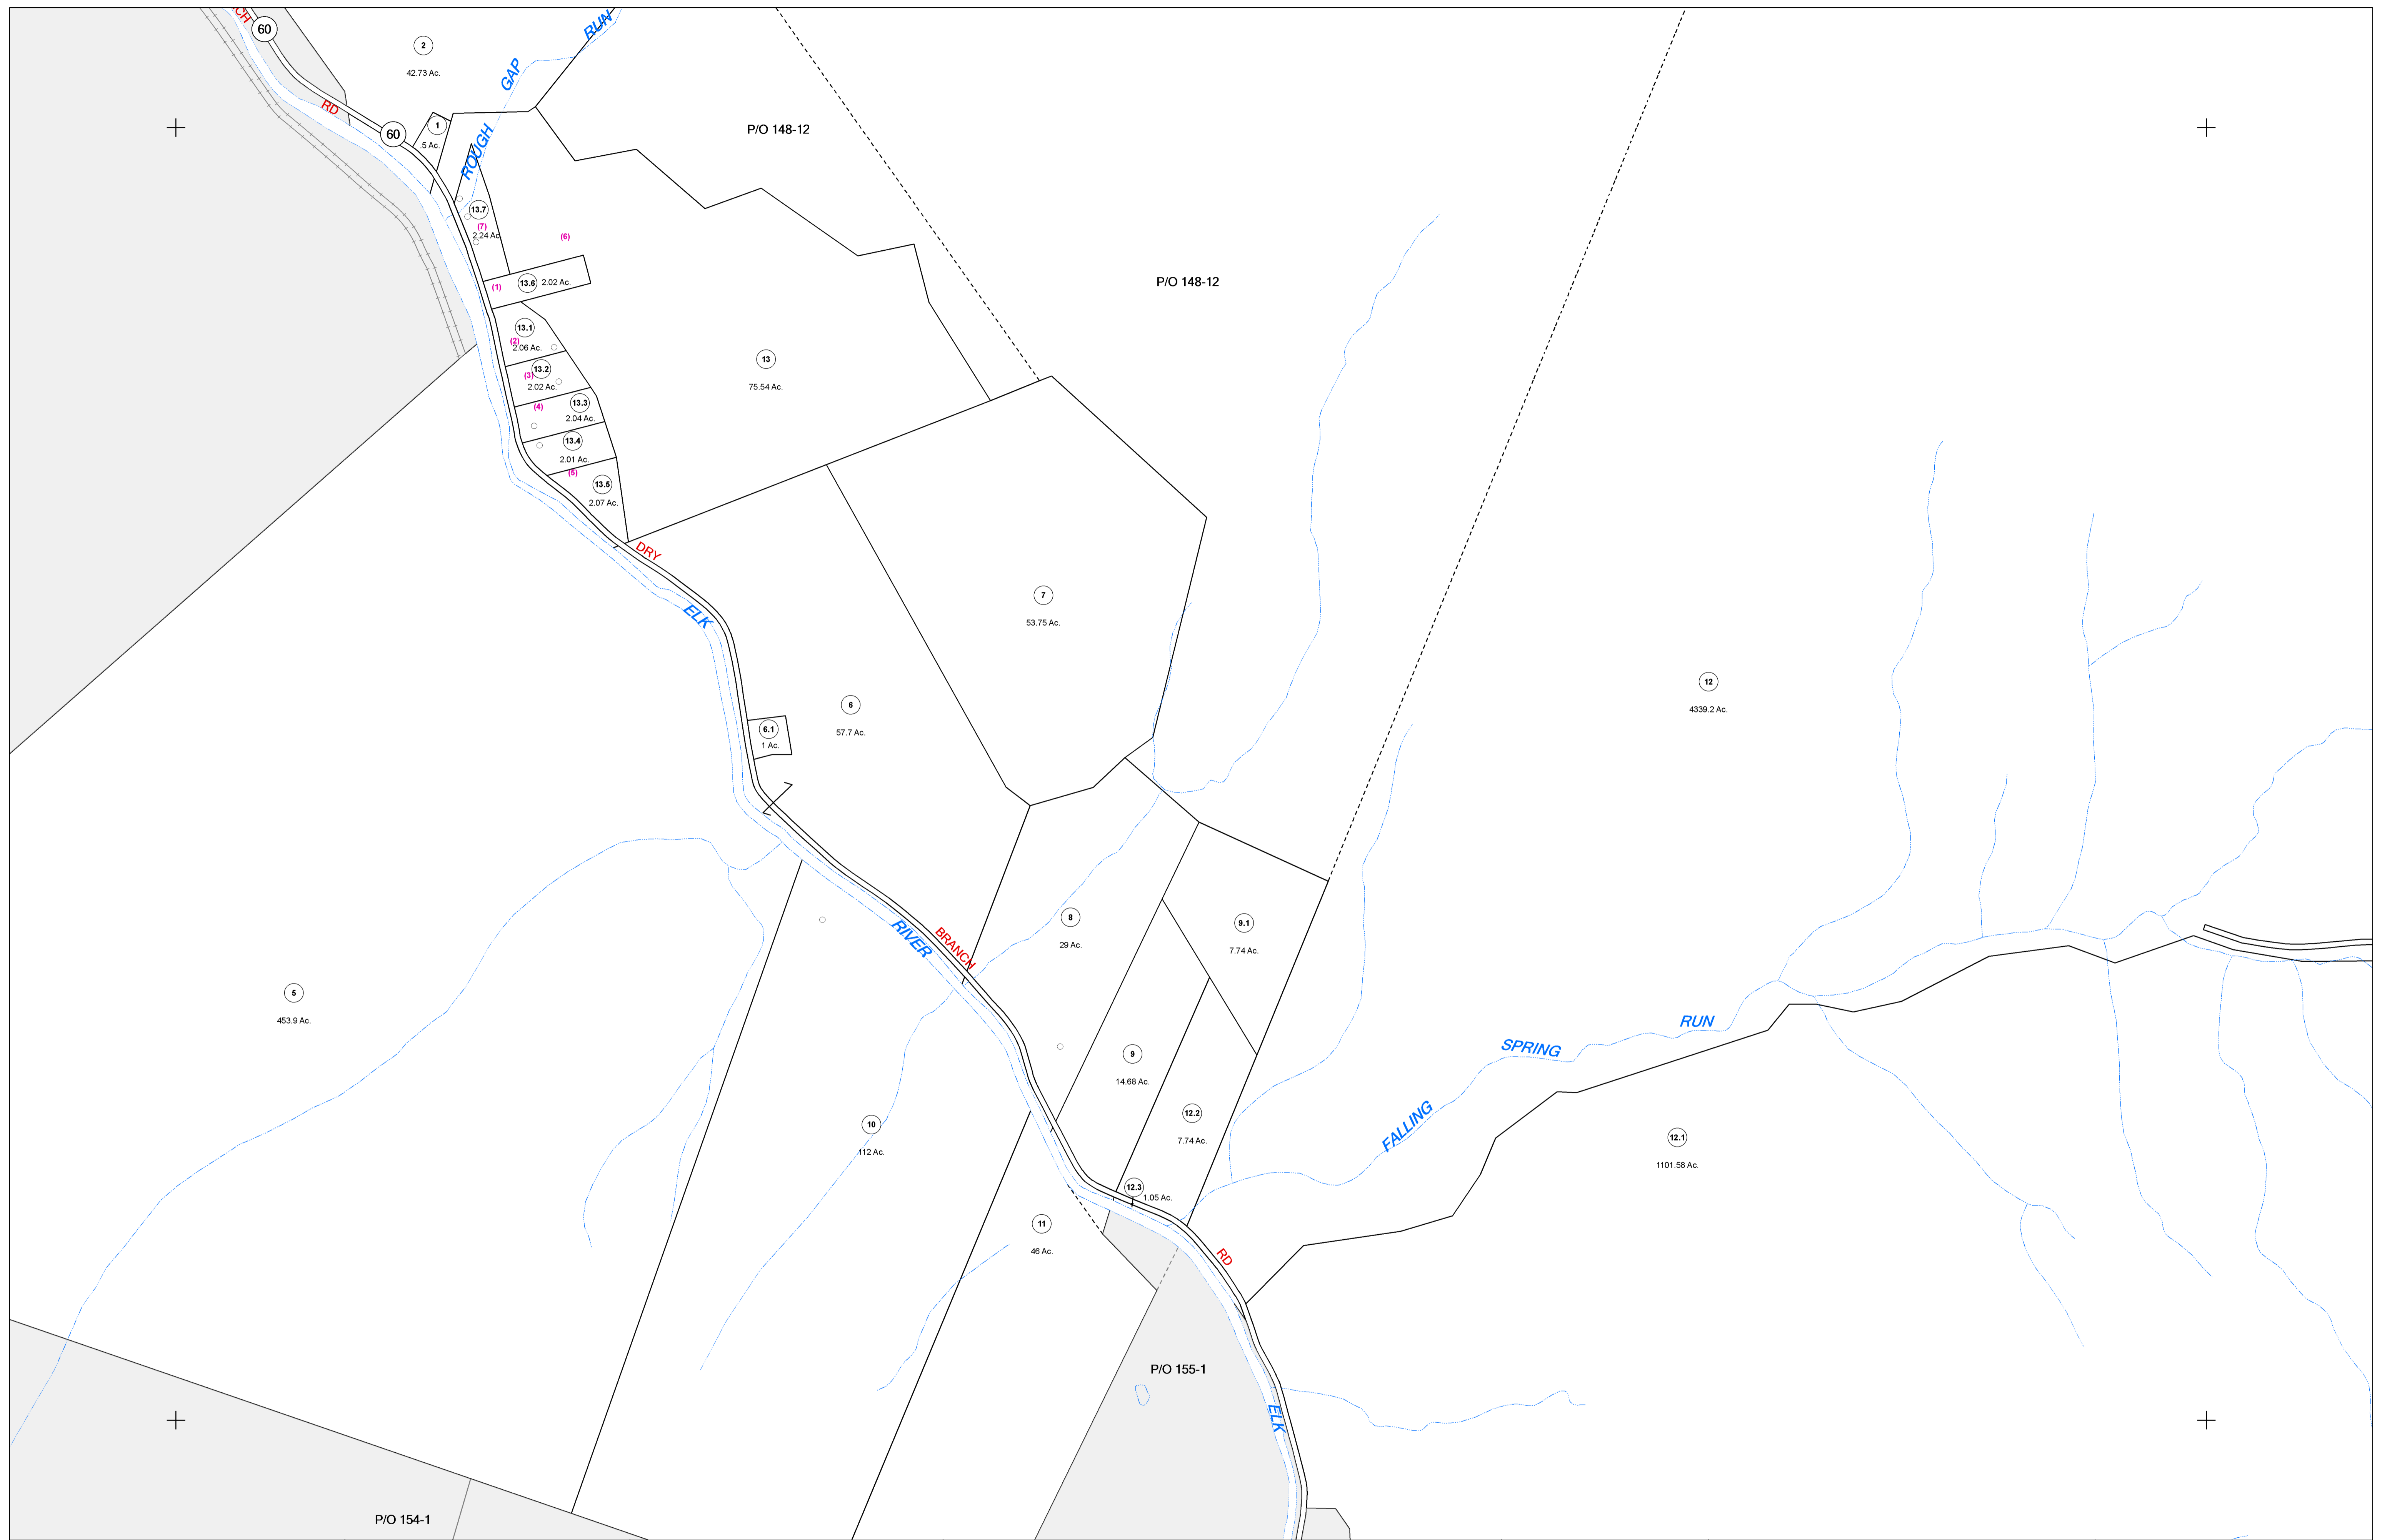 CH
60
2
42.73 Ac.
RUN
GAP
ROUGH
RD
60
1
.5 Ac.
P/O 148-12
13.7
(7)
2.24 Ac.
(6)
13.6
2.02 Ac.
(1)
P/O 148-12
13.1
(2)
2.06 Ac.
13.2
(3)
2.02 Ac.
13
75.54 Ac.
13.3
(4)
2.04 Ac.
13.4
2.01 Ac.
(5)
13.5
2.07 Ac.
DRY
ELK
7
53.75 Ac.
6
57.7 Ac.
6.1
1 Ac.
12
4339.2 Ac.
RIVER
BRANCH
8
29 Ac.
9.1
7.74 Ac.
5
453.9 Ac.
FALLING
SPRING
RUN
9
14.68 Ac.
12.2
7.74 Ac.
10
112 Ac.
12.1
1101.58 Ac.
12.3
1.05 Ac.
11
46 Ac.
RD
P/O 155-1
ELK
P/O 154-1